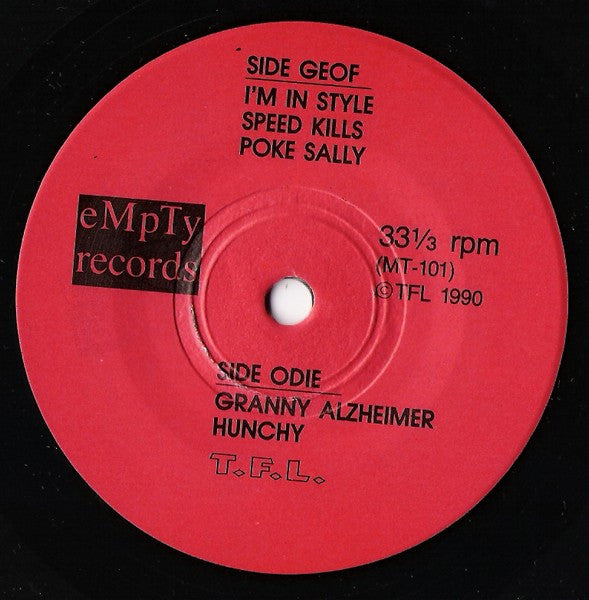 SIDE GEOF
I'M IN STYLE
SPEED KILLS
POKE SALLY
eMpTy
records
33⅓ rpm
(MT-101)
©TFL 1990
SIDE ODIE
GRANNY ALZHEIMER
HUNCHY
T.F.L.